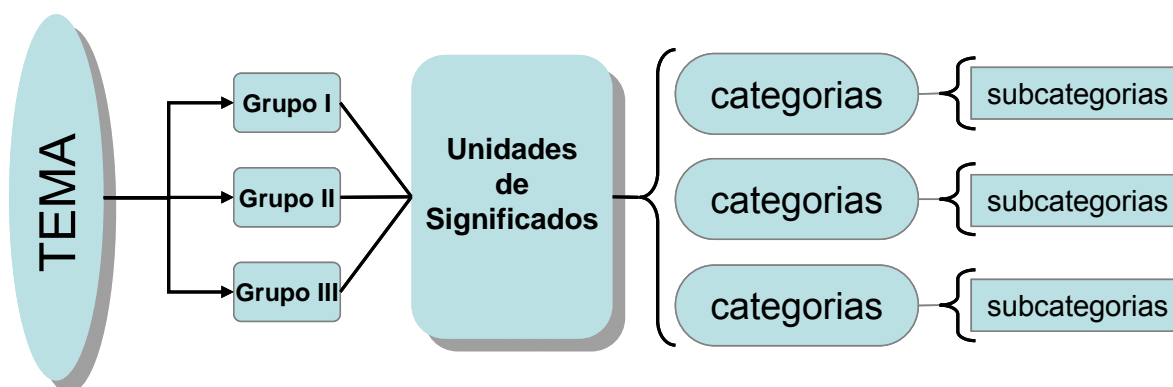 TEMA
Grupo I
Grupo II
Grupo III
Unidades
de
Significados
categorias
subcategorias
categorias
subcategorias
categorias
subcategorias